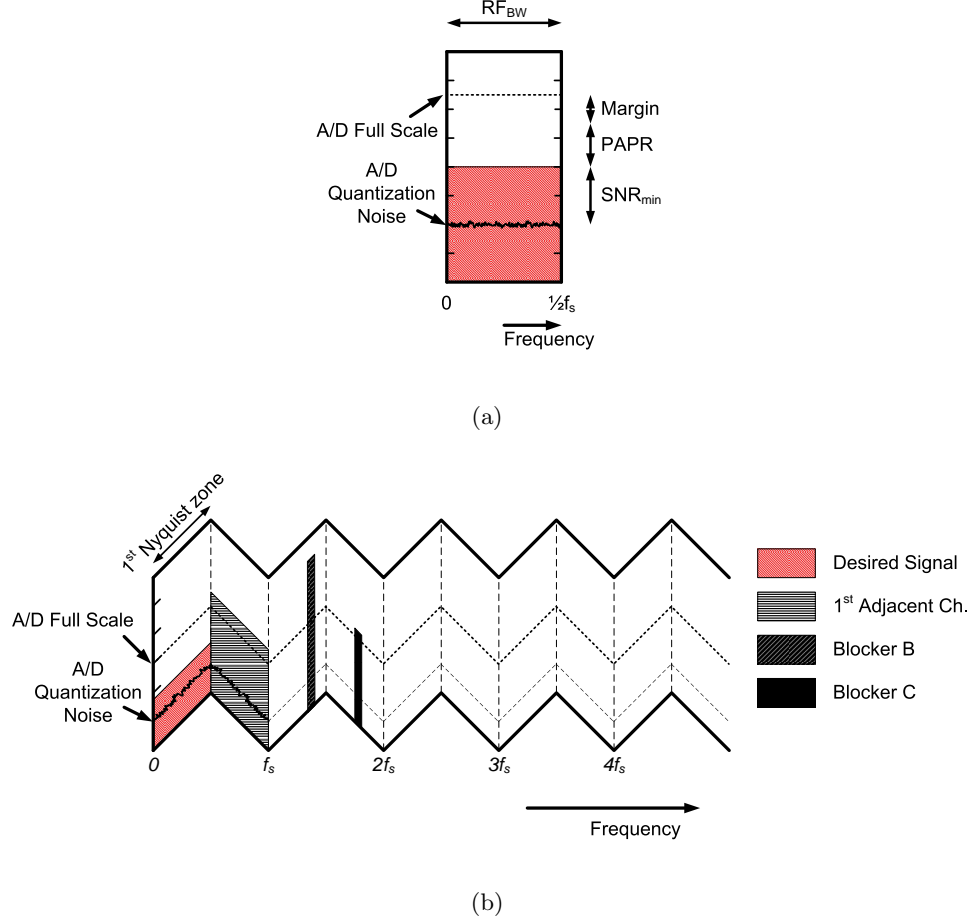 RF_BW
A/D Full Scale
Margin
PAPR
A/D
Quantization
Noise
SNR_min
0
½f_s
Frequency
(a)
1st Nyquist zone
A/D Full Scale
A/D
Quantization
Noise
0
f_s
2f_s
3f_s
4f_s
Frequency
Desired Signal
1st Adjacent Ch.
Blocker B
Blocker C
(b)